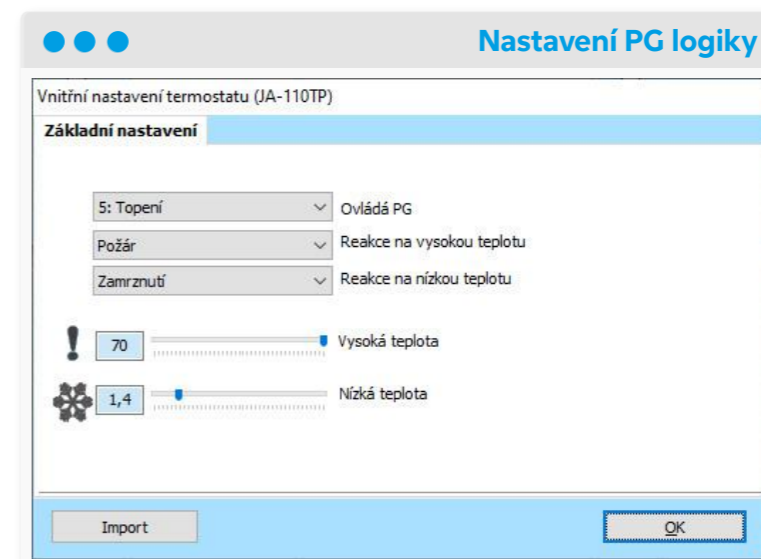 Nastavení PG logiky
Vnitřní nastavení termostatu (JA-110TP)
Základní nastavení
5: Topení Ovládá PG
Požár Reakce na vysokou teplotu
Zamrznutí Reakce na nízkou teplotu
70 Vysoká teplota
1,4 Nízká teplota
Import OK